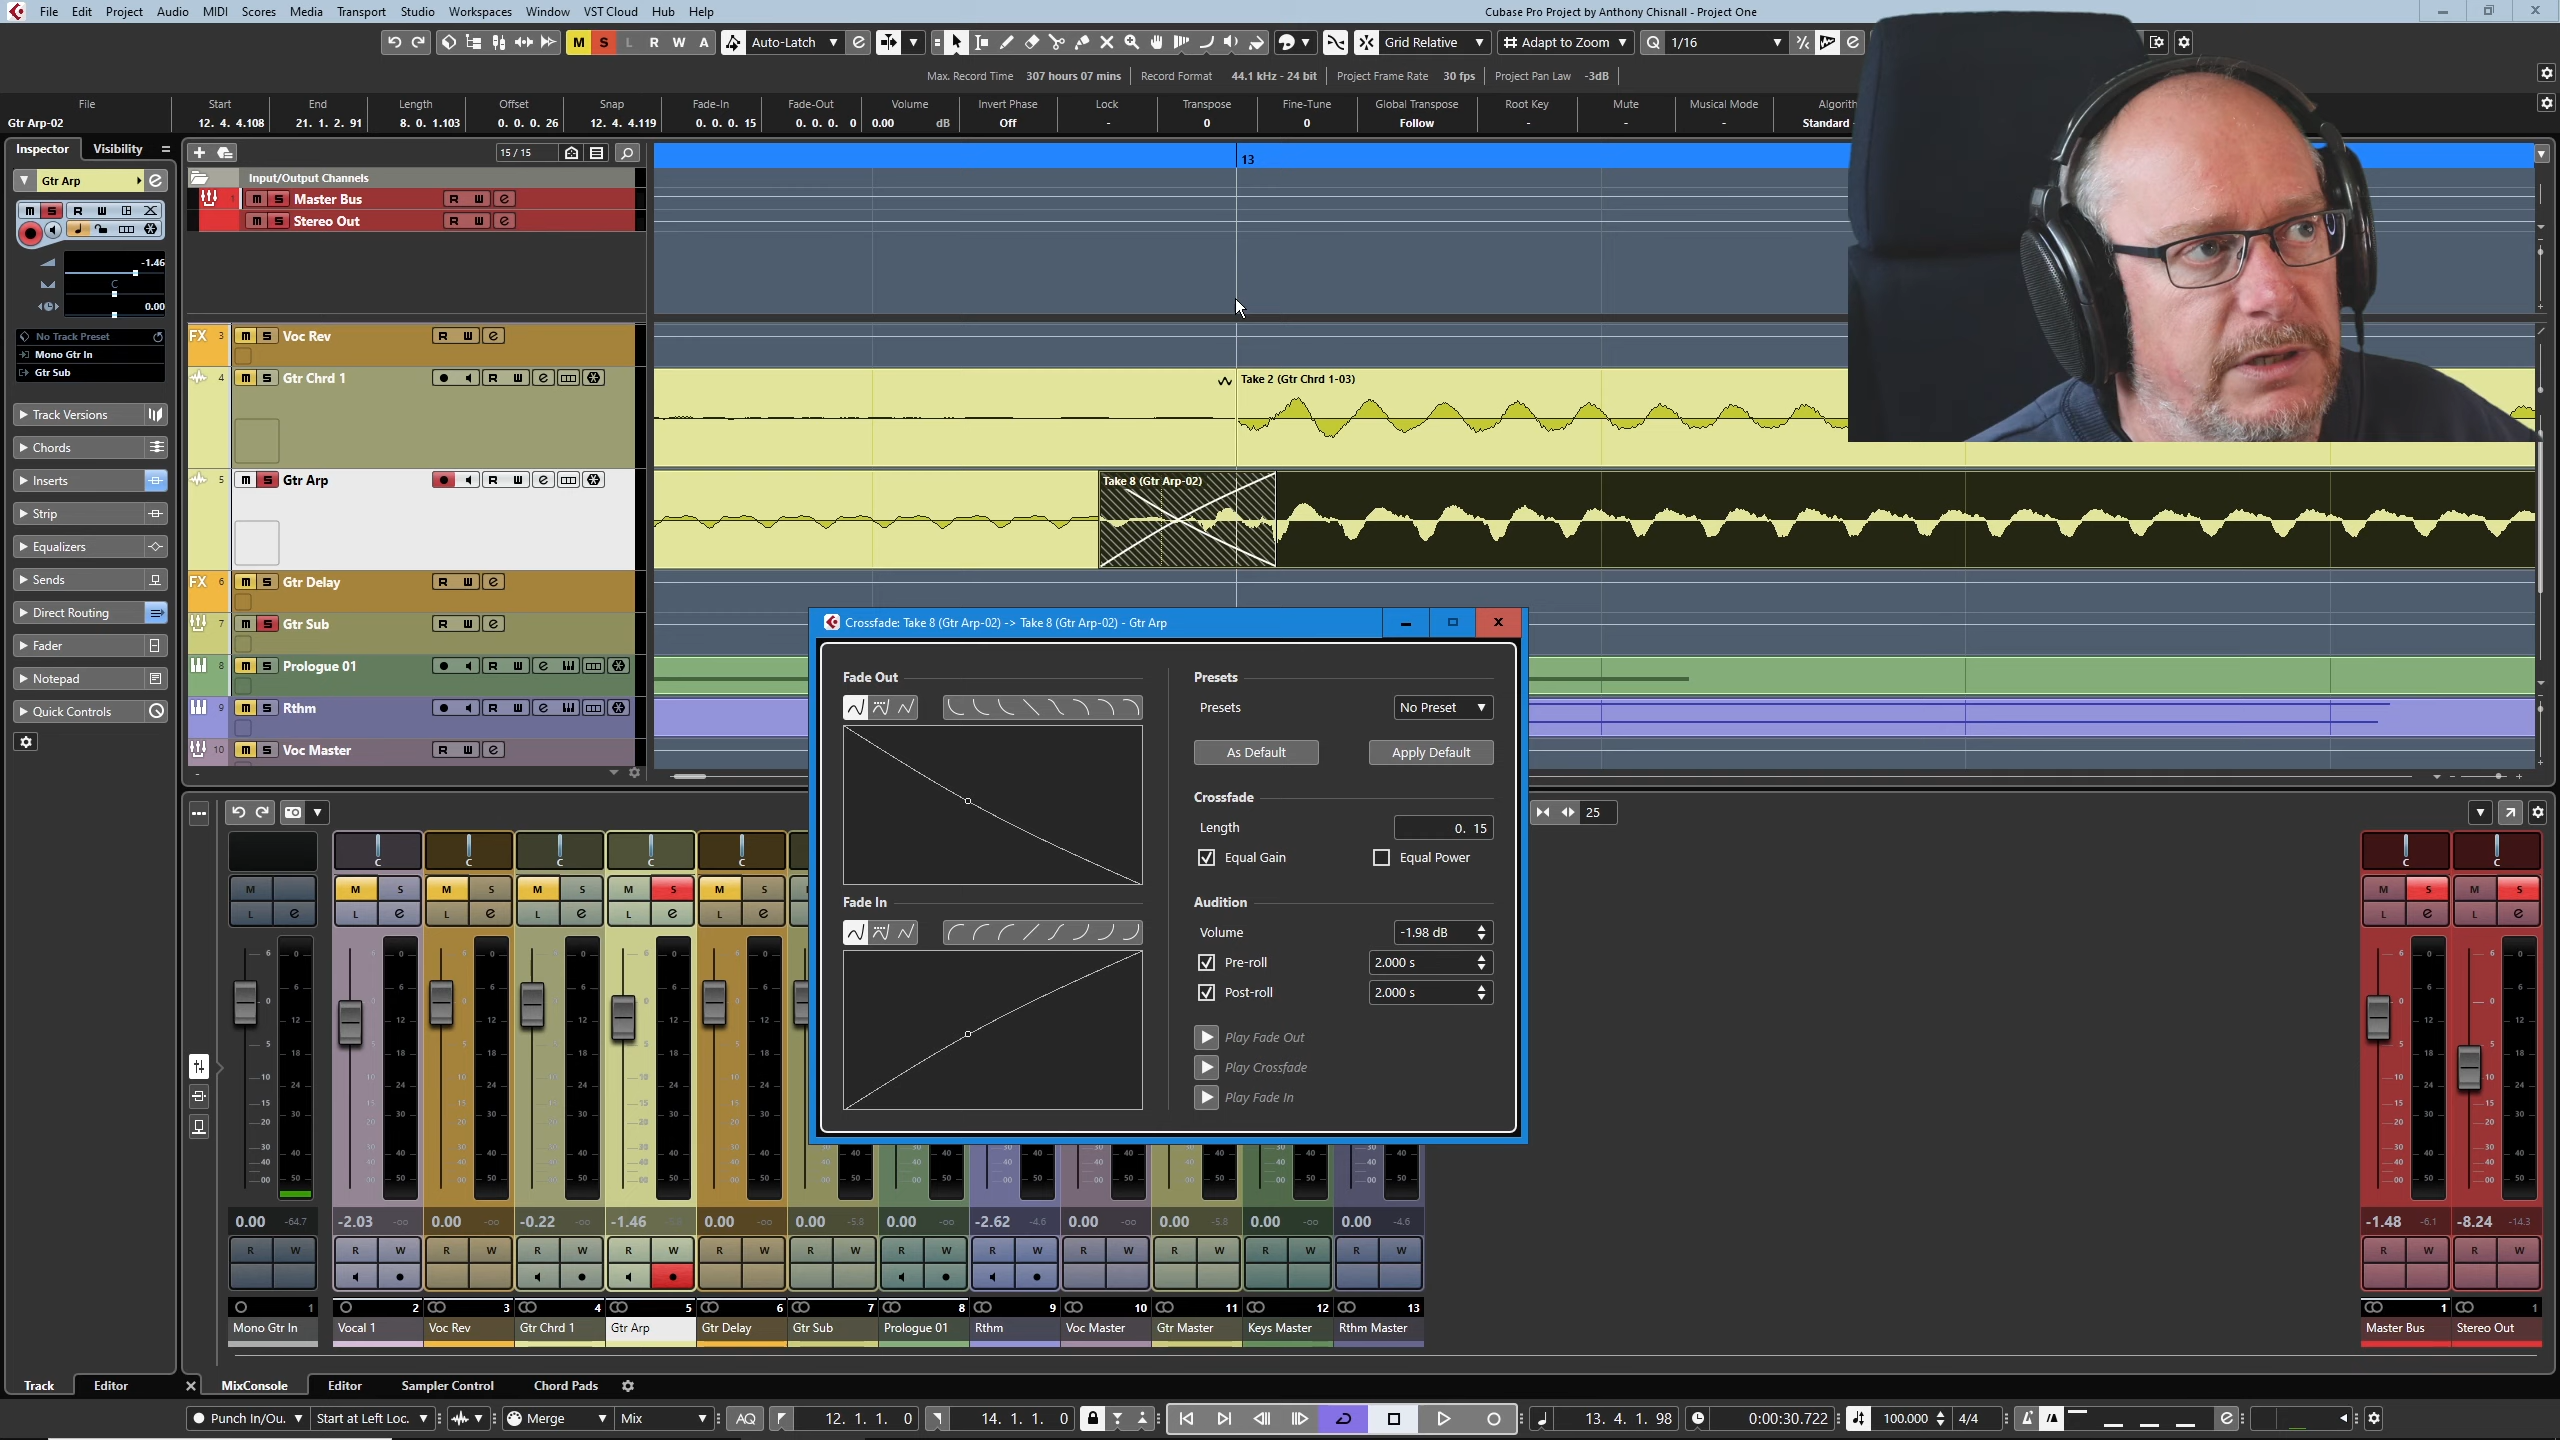 File Edit Project Audio MIDI Scores Media Transport Studio Workspaces Window VST Cloud Hub Help
Cubase Pro Project by Anthony Chisnall - Project One
M S L R W A Auto-Latch Grid Relative Adapt to Zoom Q 1/16
Max. Record Time 307 hours 07 mins Record Format 44.1 kHz - 24 bit Project Frame Rate 30 fps Project Pan Law -3dB
File Start End Length Offset Snap Fade-In Fade-Out Volume Invert Phase Lock Transpose Fine-Tune Global Transpose Root Key Mute Musical Mode
Gtr Arp-02 12. 4. 4.108 21. 1. 2. 91 8. 0. 1.103 0. 0. 0. 26 12. 4. 4.119 0. 0. 0. 15 0. 0. 0. 0 0.00 dB Off - 0 0 Follow - - - Standard
Inspector Visibility
15 / 15
13
Gtr Arp
Input/Output Channels
1 m S Master Bus R W e
m S Stereo Out R W e
-1.46
C
0.00
No Track Preset
Mono Gtr In
Gtr Sub
Track Versions
Chords
Inserts
Strip
Equalizers
Sends
Direct Routing
Fader
Notepad
Quick Controls
FX 3 m S Voc Rev R W e
4 m S Gtr Chrd 1 R W e
Take 2 (Gtr Chrd 1-03)
5 m S Gtr Arp R W e
Take 8 (Gtr Arp-02)
FX 6 m S Gtr Delay R W e
7 m S Gtr Sub R W e
8 m S Prologue 01 R W e
9 m S Rthm R W e
10 m S Voc Master R W e
Crossfade: Take 8 (Gtr Arp-02) -> Take 8 (Gtr Arp-02) - Gtr Arp
Fade Out
Fade In
Presets
Presets No Preset
As Default Apply Default
Crossfade
Length 0. 15
Equal Gain Equal Power
Audition
Volume -1.98 dB
Pre-roll 2.000 s
Post-roll 2.000 s
Play Fade Out
Play Crossfade
Play Fade In
25
0.00 -64.7 -2.03 -oo 0.00 -oo -0.22 -oo -1.46 0.00 -oo 0.00 -5.8 0.00 -oo -2.62 -4.6 0.00 -oo 0.00 -5.8 0.00 -oo 0.00 -4.6 -1.48 -6.1 -8.24 -14.3
1 2 3 4 5 6 7 8 9 10 11 12 13 1 1
Mono Gtr In Vocal 1 Voc Rev Gtr Chrd 1 Gtr Arp Gtr Delay Gtr Sub Prologue 01 Rthm Voc Master Gtr Master Keys Master Rthm Master Master Bus Stereo Out
Track Editor MixConsole Editor Sampler Control Chord Pads
Punch In/Ou. Start at Left Loc. Merge Mix AQ 12. 1. 1. 0 14. 1. 1. 0 13. 4. 1. 98 0:00:30.722 100.000 4/4